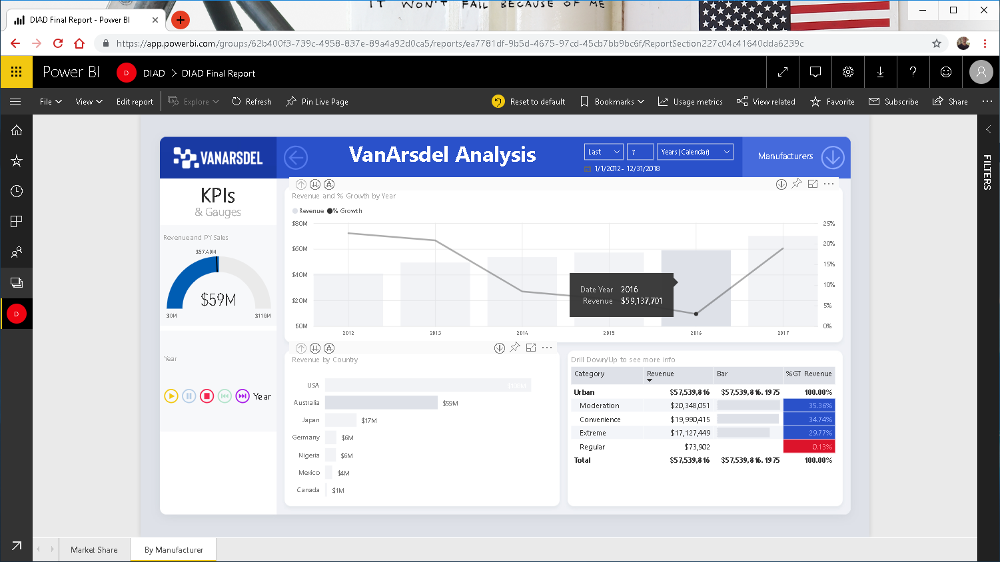 IT WON'T FAIL BECAUSE OF ME
DIAD Final Report - Power BI
https://app.powerbi.com/groups/62b400f3-739c-4958-837e-89a4a92d0ca5/reports/ea7781df-9b5d-4675-97cd-45cb7bb9bc6f/ReportSection227c04c41640dda6239c
Power BI D DIAD > DIAD Final Report
File View Edit report Explore Refresh Pin Live Page Reset to default Bookmarks Usage metrics View related Favorite Subscribe Share ...
VANARSDEL VanArsdel Analysis Last 7 Years (Calendar) Manufacturers
1/1/2012 - 12/31/2018
FILTERS
KPIs
& Gauges
Revenue and PY Sales
$57.40M
$59M
$0M $118M
Year
Year
D
Revenue and % Growth by Year
Revenue % Growth
$80M 25%
$60M 20%
$40M 15%
$20M 10%
$0M 5%
0%
2012 2013 2014 2015 2016 2017
Date Year 2016
Revenue $59,137,701
Revenue by Country
USA
Australia $59M
Japan $17M
Germany $6M
Nigeria $6M
Mexico $4M
Canada $1M
Drill Down/Up to see more info
Category Revenue Bar %GT Revenue
Urban $57,539,816 $57,539,816.1975 100.00%
Moderation $20,348,051 35.36%
Convenience $19,990,415 34.74%
Extreme $17,127,449 29.77%
Regular $73,902 0.13%
Total $57,539,816 $57,539,816.1975 100.00%
Market Share By Manufacturer